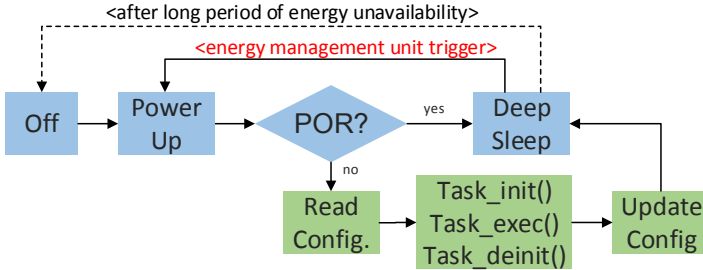 <after long period of energy unavailability>
<energy management unit trigger>
Off
Power
Up
POR?
yes
Deep
Sleep
no
Read
Config.
Task_init()
Task_exec()
Task_deinit()
Update
Config